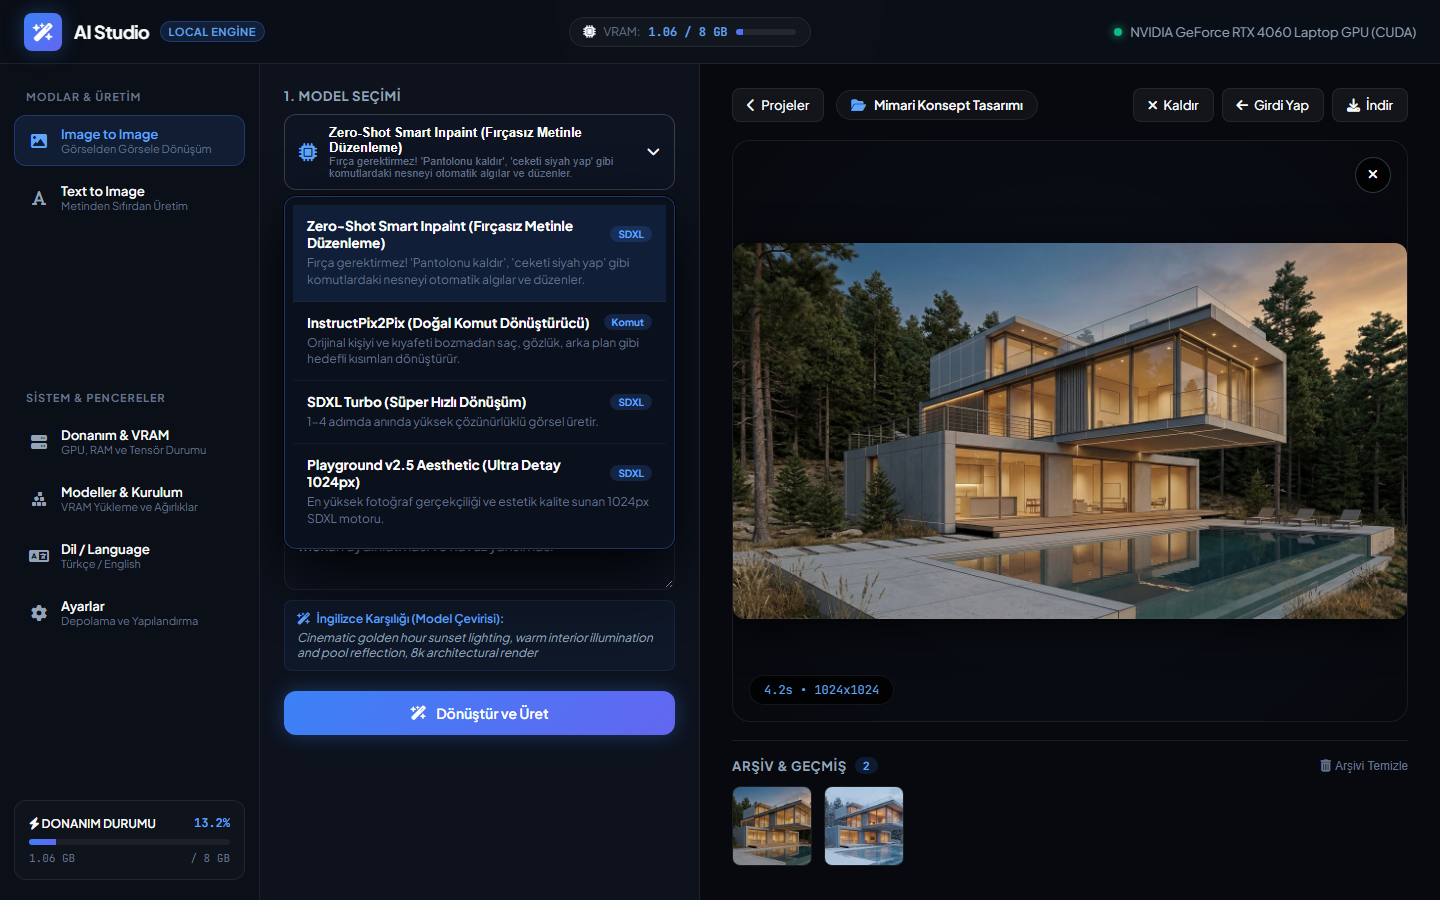 AI Studio
LOCAL ENGİNE
VRAM: 1.06 / 8 GB
NVIDIA GeForce RTX 4060 Laptop GPU (CUDA)
MODLAR & ÜRETİM
Image to Image
Görselden Görsele Dönüşüm
Text to Image
Metinden Sıfırdan Üretim
SİSTEM & PENCERELER
Donanım & VRAM
GPU, RAM ve Tensör Durumu
Modeller & Kurulum
VRAM Yükleme ve Ağırlıklar
Dil / Language
Türkçe / English
Ayarlar
Depolama ve Yapılandırma
DONANIM DURUMU 13.2%
1.06 GB / 8 GB
1. MODEL SEÇİMİ
Zero-Shot Smart Inpaint (Fırçasız Metinle
Düzenleme)
Fırça gerektirmez! 'Pantolonu kaldır', 'ceketi siyah yap' gibi
komutlardaki nesneyi otomatik algılar ve düzenler.
Zero-Shot Smart Inpaint (Fırçasız Metinle
Düzenleme)
SDXL
Fırça gerektirmez! 'Pantolonu kaldır', 'ceketi siyah yap' gibi
komutlardaki nesneyi otomatik algılar ve düzenler.
InstructPix2Pix (Doğal Komut Dönüştürücü)
Komut
Orijinal kişiyi ve kıyafeti bozmadan saç, gözlük, arka plan gibi
hedefli kısımları dönüştürür.
SDXL Turbo (Süper Hızlı Dönüşüm)
SDXL
1-4 adımda anında yüksek çözünürlüklü görsel üretir.
Playground v2.5 Aesthetic (Ultra Detay
1024px)
SDXL
En yüksek fotoğraf gerçekçiliği ve estetik kalite sunan 1024px
SDXL motoru.
İngilizce Karşılığı (Model Çevirisi):
Cinematic golden hour sunset lighting, warm interior illumination
and pool reflection, 8k architectural render
Dönüştür ve Üret
Projeler
Mimari Konsept Tasarımı
Kaldır
Girdi Yap
İndir
4.2s • 1024x1024
ARŞİV & GEÇMİŞ 2
Arşivi Temizle